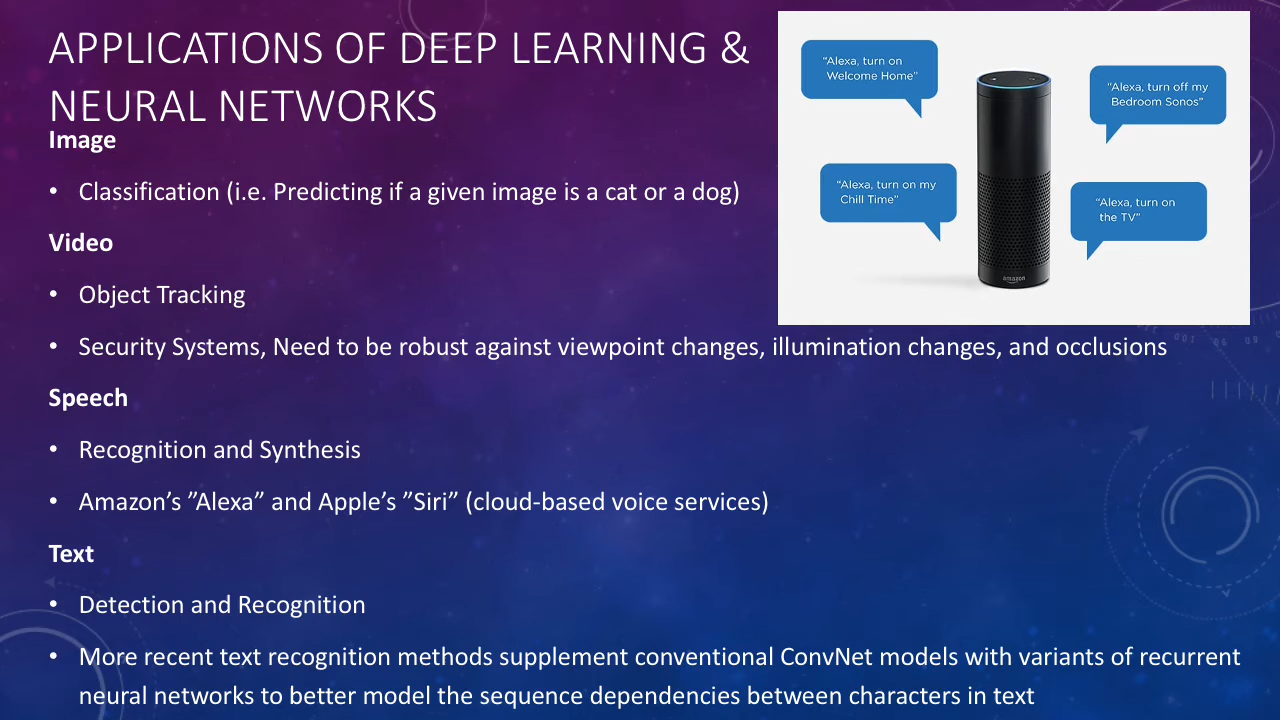 APPLICATIONS OF DEEP LEARNING &
NEURAL NETWORKS
Image
• Classification (i.e. Predicting if a given image is a cat or a dog)
Video
• Object Tracking
• Security Systems, Need to be robust against viewpoint changes, illumination changes, and occlusions
Speech
• Recognition and Synthesis
• Amazon’s ”Alexa” and Apple’s ”Siri” (cloud-based voice services)
Text
• Detection and Recognition
• More recent text recognition methods supplement conventional ConvNet models with variants of recurrent
neural networks to better model the sequence dependencies between characters in text
“Alexa, turn on
Welcome Home”
“Alexa, turn off my
Bedroom Sonos”
“Alexa, turn on my
Chill Time”
“Alexa, turn on
the TV”
amazon